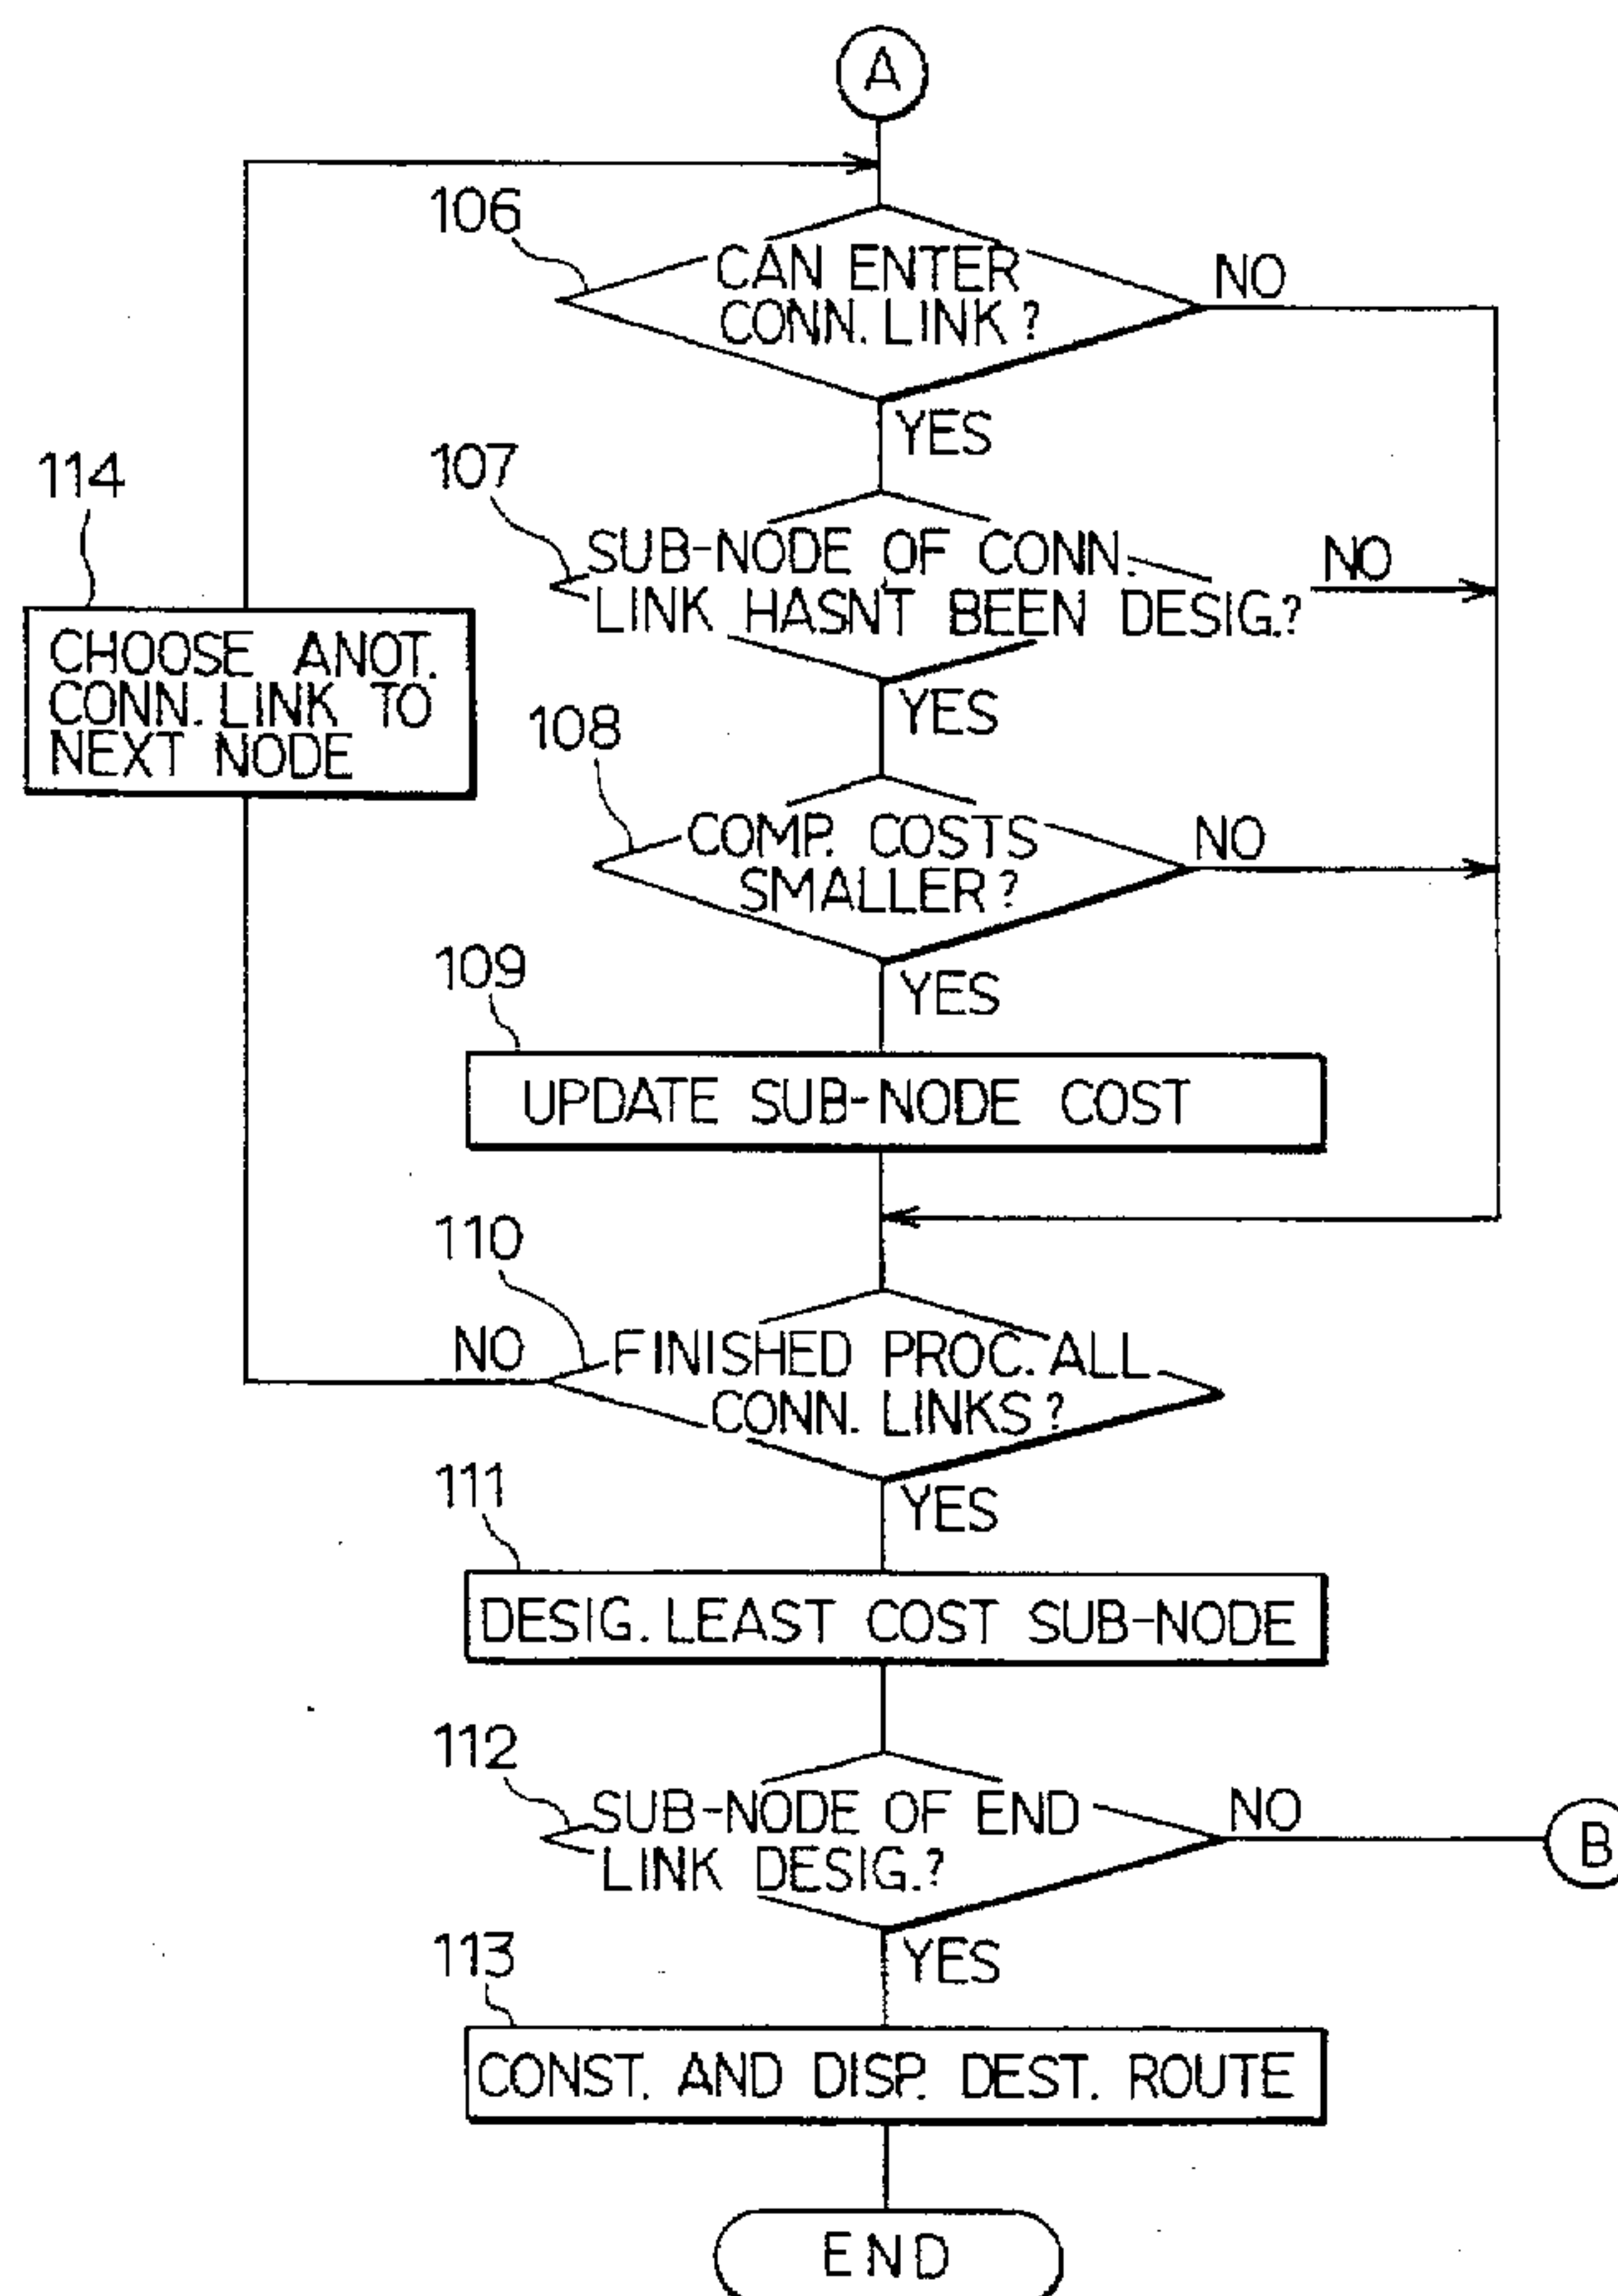 A
106
CAN ENTER
CONN. LINK?
NO
YES
107
SUB-NODE OF CONN.
LINK HASNT BEEN DESIG.?
NO
YES
114
CHOOSE ANOT.
CONN. LINK TO
NEXT NODE
108
COMP. COSTS
SMALLER?
NO
YES
109
UPDATE SUB-NODE COST
110
NO
FINISHED PROC. ALL
CONN. LINKS?
YES
111
DESIG. LEAST COST SUB-NODE
112
SUB-NODE OF END
LINK DESIG.?
NO
B
YES
113
CONST. AND DISP. DEST. ROUTE
END